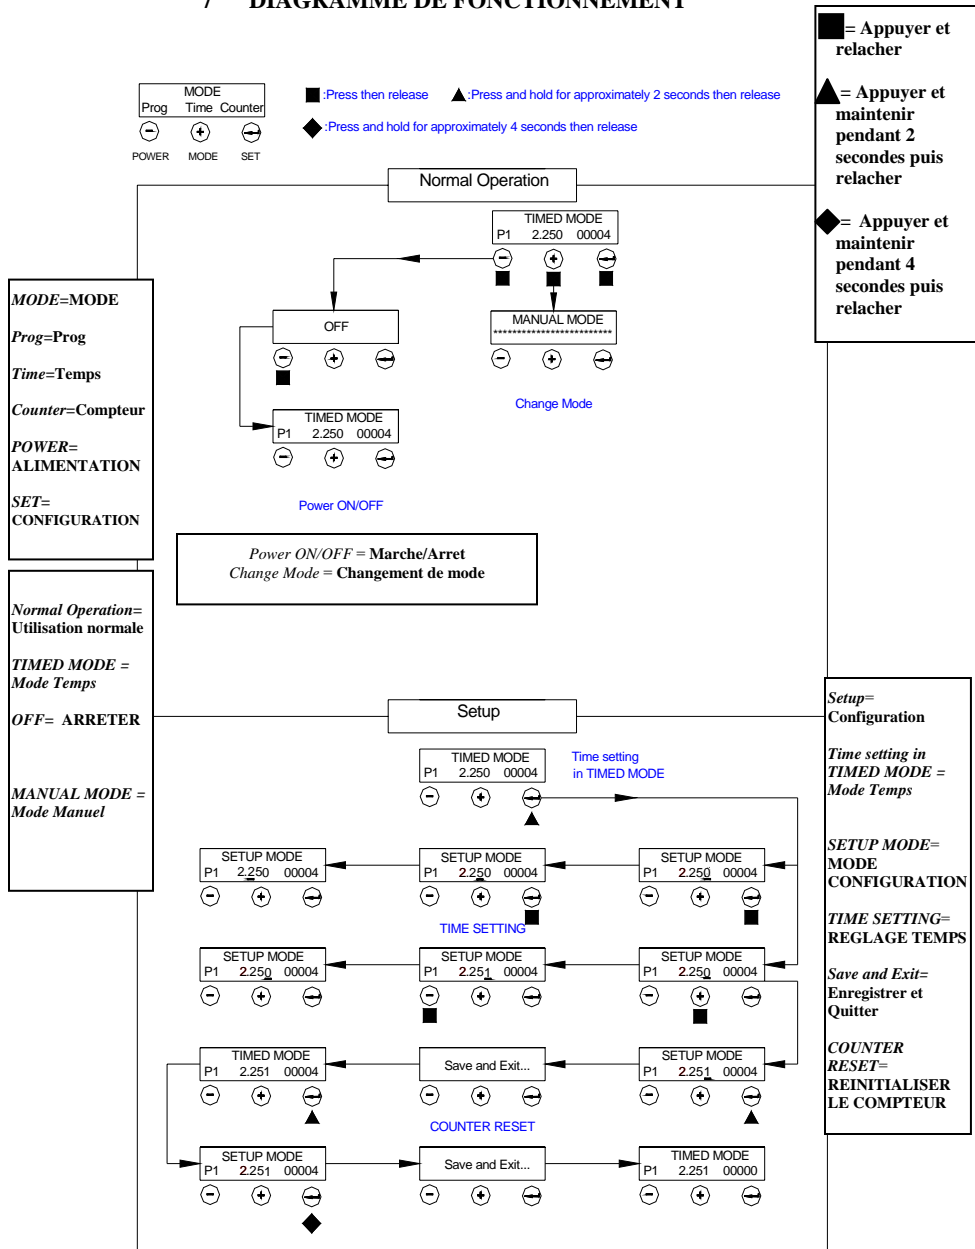 7 DIAGRAMME DE FONCTIONNEMENT
= Appuyer et
relacher
= Appuyer et
maintenir
pendant 2
secondes puis
relacher
= Appuyer et
maintenir
pendant 4
secondes puis
relacher
MODE
Prog Time Counter
POWER MODE SET
:Press then release
:Press and hold for approximately 2 seconds then release
:Press and hold for approximately 4 seconds then release
Normal Operation
TIMED MODE
P1 2.250 00004
OFF
MANUAL MODE
*************************
TIMED MODE
P1 2.250 00004
Change Mode
Power ON/OFF
MODE=MODE
Prog=Prog
Time=Temps
Counter=Compteur
POWER=
ALIMENTATION
SET=
CONFIGURATION
Power ON/OFF = Marche/Arret
Change Mode = Changement de mode
Normal Operation=
Utilisation normale
TIMED MODE =
Mode Temps
OFF= ARRETER
MANUAL MODE =
Mode Manuel
Setup
TIMED MODE
P1 2.250 00004
Time setting
in TIMED MODE
SETUP MODE
P1 2.250 00004
SETUP MODE
P1 2.250 00004
SETUP MODE
P1 2.250 00004
TIME SETTING
SETUP MODE
P1 2.250 00004
SETUP MODE
P1 2.251 00004
SETUP MODE
P1 2.250 00004
TIMED MODE
P1 2.251 00004
Save and Exit...
SETUP MODE
P1 2.251 00004
COUNTER RESET
SETUP MODE
P1 2.251 00004
Save and Exit...
TIMED MODE
P1 2.251 00000
Setup=
Configuration
Time setting in
TIMED MODE =
Mode Temps
SETUP MODE=
MODE
CONFIGURATION
TIME SETTING=
REGLAGE TEMPS
Save and Exit=
Enregistrer et
Quitter
COUNTER
RESET=
REINITIALISER
LE COMPTEUR